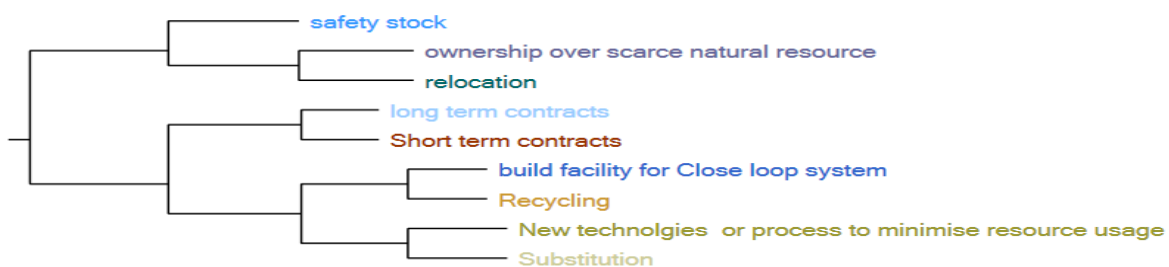 safety stock
ownership over scarce natural resource
relocation
long term contracts
Short term contracts
build facility for Close loop system
Recycling
New technolgies or process to minimise resource usage
Substitution